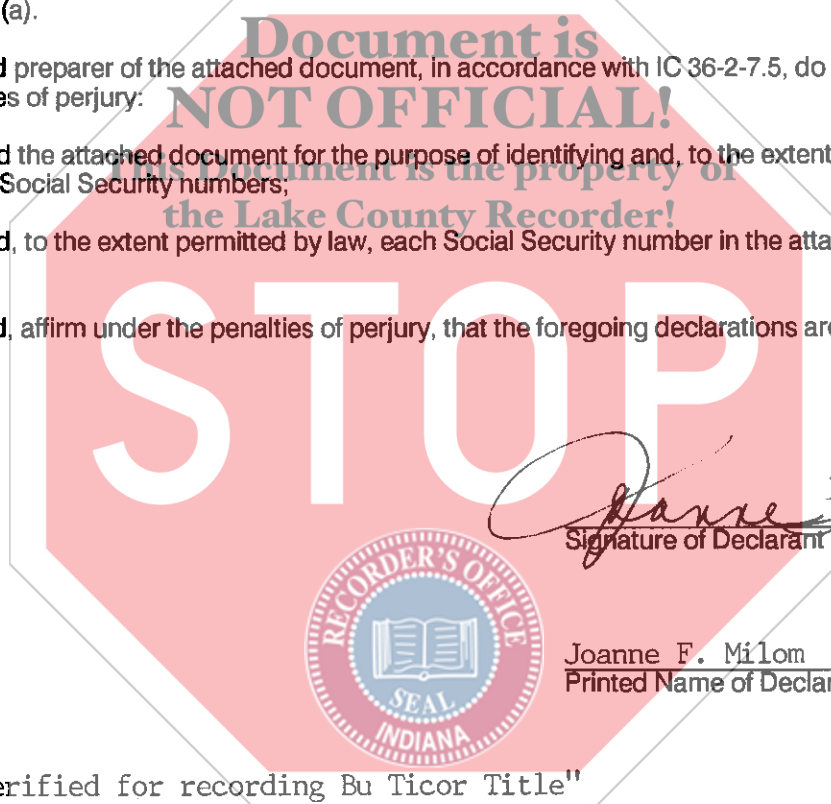 (a).
Document is
d preparer of the attached document, in accordance with IC 36-2-7.5, do
es of perjury:
NOT OFFICIAL!
d the attached document for the purpose of identifying and, to the extent
This Document is the property of
Social Security numbers;
the Lake County Recorder!
d, to the extent permitted by law, each Social Security number in the atta
STOP
d, affirm under the penalties of perjury, that the foregoing declarations are
Joanne
Signature of Declarant
RECORDER'S OFFICE
SEAL
INDIANA
Joanne F. Milom
Printed Name of Declar
erified for recording Bu Ticor Title"